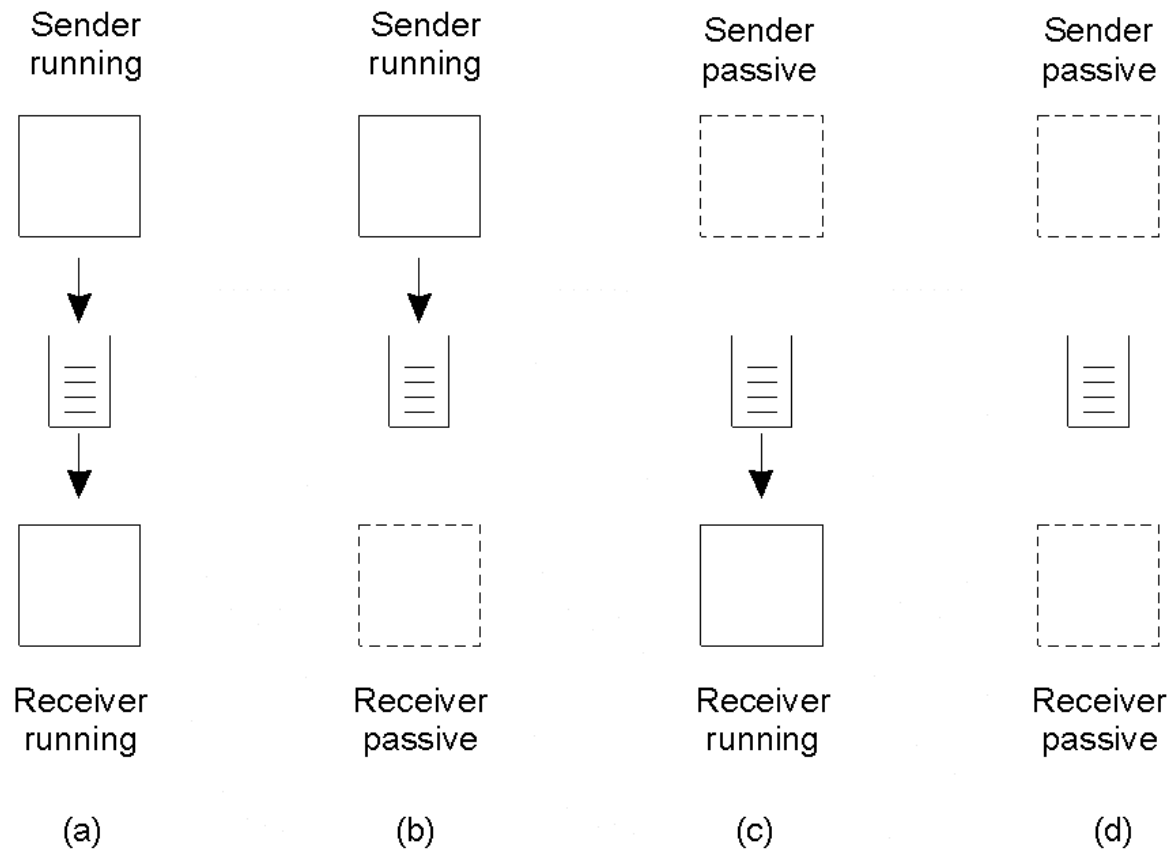 Sender
running
Sender
running
Sender
passive
Sender
passive
Receiver
running
Receiver
passive
Receiver
running
Receiver
passive
(a)
(b)
(c)
(d)